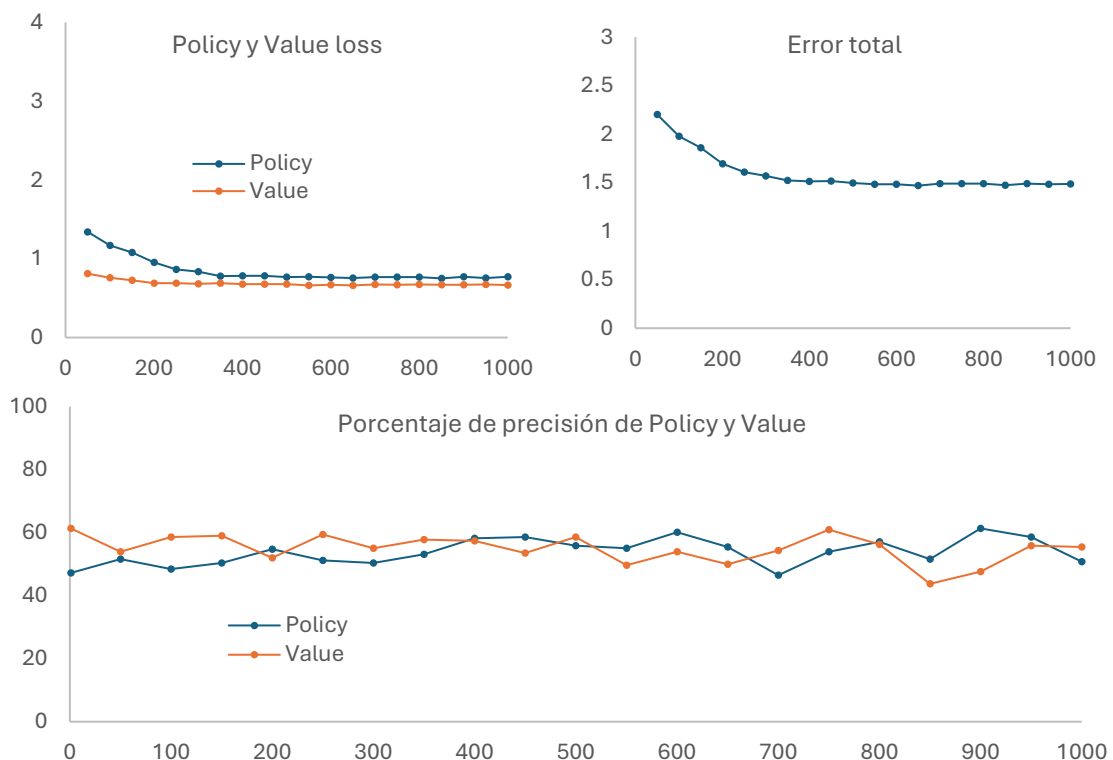 Policy y Value loss
4
3
2
1
0
Policy
Value
0 200 400 600 800 1000
Error total
3
2.5
2
1.5
1
0.5
0
0 200 400 600 800 1000
Porcentaje de precisión de Policy y Value
100
80
60
40
20
0
Policy
Value
0 100 200 300 400 500 600 700 800 900 1000